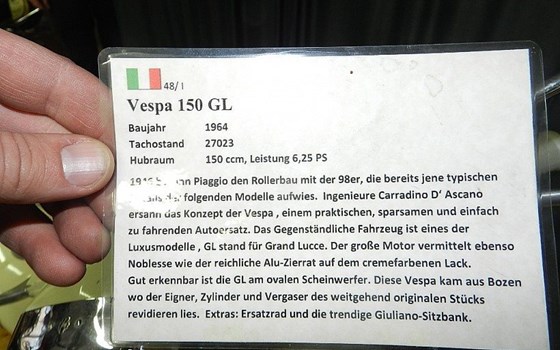 48/ I
Vespa 150 GL
Baujahr 1964
Tachostand 27023
Hubraum 150 ccm, Leistung 6,25 PS
Piaggio den Rollerbau mit der 98er, die bereits jene typischen
der folgenden Modelle aufwies. Ingenieure Carradino D' Ascano
ersann das Konzept der Vespa , einem praktischen, sparsamen und einfach
zu fahrenden Autoersatz. Das Gegenständliche Fahrzeug ist eines der
Luxusmodelle , GL stand für Grand Lucce. Der große Motor vermittelt ebenso
Noblesse wie der reichliche Alu-Zierrat auf dem cremefarbenen Lack.
Gut erkennbar ist die GL am ovalen Scheinwerfer. Diese Vespa kam aus Bozen
wo der Eigner, Zylinder und Vergaser des weitgehend originalen Stücks
revidieren lies. Extras: Ersatzrad und die trendige Giuliano-Sitzbank.